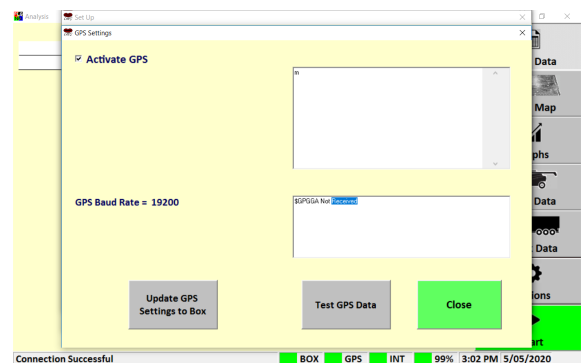 Analysis
Set Up
GPS Settings
Activate GPS
m
GPS Baud Rate = 19200
$GPGGA Not Received
Update GPS
Settings to Box
Test GPS Data
Close
Data
Map
phs
Data
Data
ions
art
Connection Successful
BOX
GPS
INT
99%
3:02 PM
5/05/2020